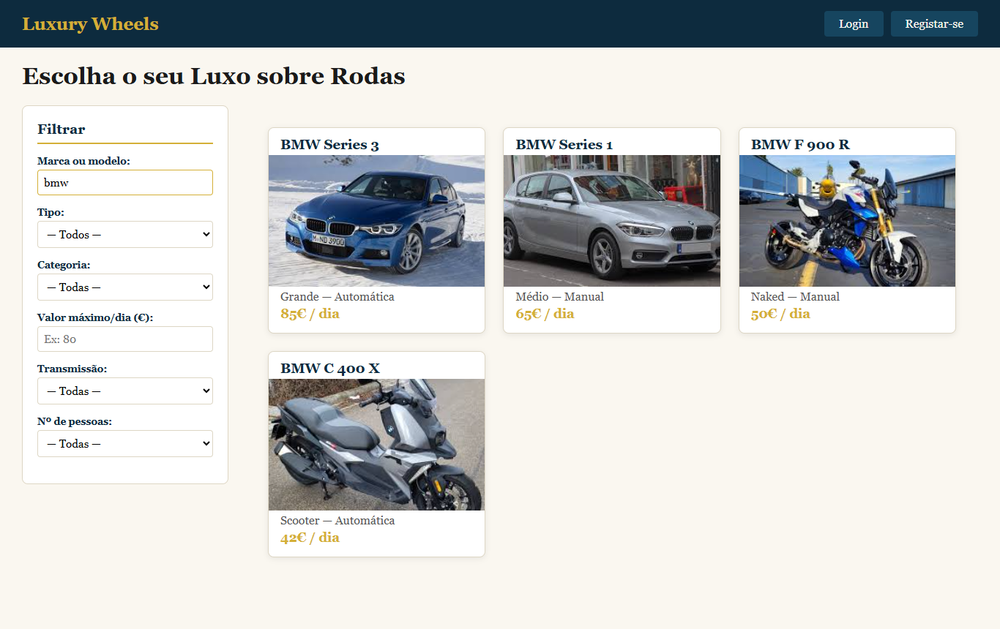 Luxury Wheels
Login
Registar-se
Escolha o seu Luxo sobre Rodas
Filtrar
Marca ou modelo:
bmw
Tipo:
— Todos —
Categoria:
— Todas —
Valor máximo/dia (€):
Ex: 80
Transmissão:
— Todas —
Nº de pessoas:
— Todas —
BMW Series 3
M·ND 3900
Grande — Automática
85€ / dia
BMW Series 1
Médio — Manual
65€ / dia
BMW F 900 R
Naked — Manual
50€ / dia
BMW C 400 X
Scooter — Automática
42€ / dia